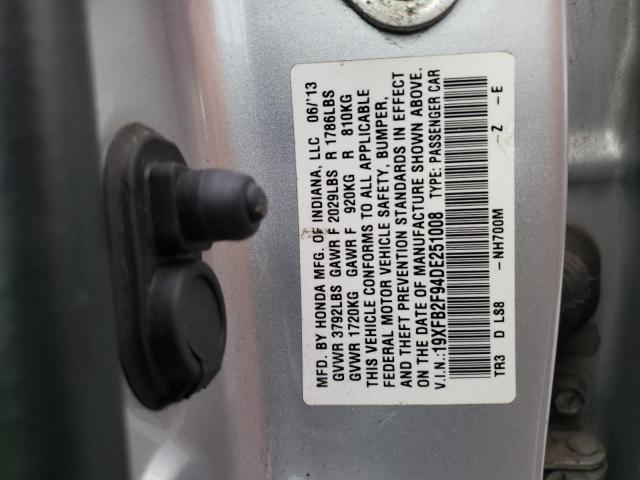 MFD. BY HONDA MFG. OF INDIANA, LLC 06/'13
GVWR 3792LBS GAWR F 2029LBS R 1786LBS
GVWR 1720KG GAWR F 920KG R 810KG
THIS VEHICLE CONFORMS TO ALL APPLICABLE
FEDERAL MOTOR VEHICLE SAFETY, BUMPER,
AND THEFT PREVENTION STANDARDS IN EFFECT
ON THE DATE OF MANUFACTURE SHOWN ABOVE.
V.I.N.:19XFB2F94DE251008 TYPE: PASSENGER CAR
TR3 D LS8 -NH700M -Z -E